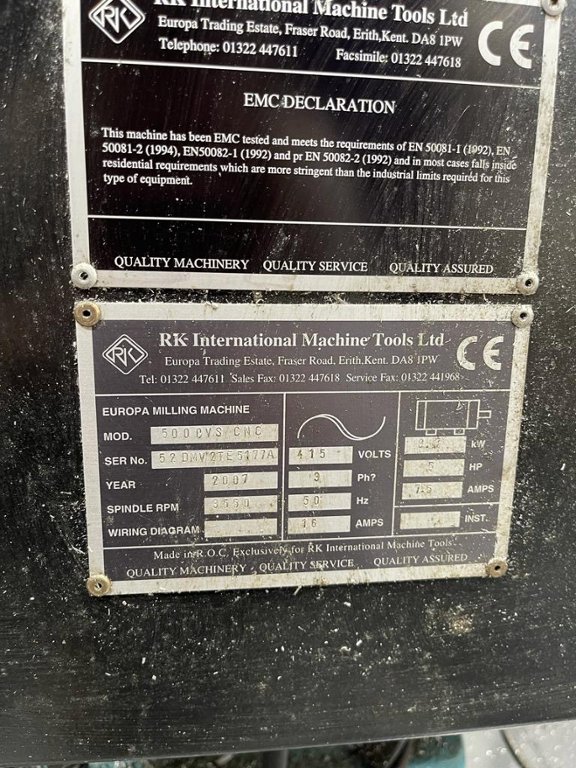 RK International Machine Tools Ltd
Europa Trading Estate, Fraser Road, Erith,Kent. DA8 1PW
Telephone: 01322 447611 Facsimile: 01322 447618
CE
EMC DECLARATION
This machine has been EMC tested and meets the requirements of EN 50081-1 (1992), EN
50081-2 (1994), EN50082-1 (1992) and pr EN 50082-2 (1992) and in most cases falls inside
residential requirements which are more stringent than the industrial limits required for this
type of equipment.
QUALITY MACHINERY QUALITY SERVICE QUALITY ASSURED
RK
RK International Machine Tools Ltd
Europa Trading Estate, Fraser Road, Erith.Kent. DA8 1PW
CE
Tel: 01322 447611 Sales Fax: 01322 447618 Service Fax: 01322 441968
EUROPA MILLING MACHINE
MOD. 500CVS/CNC 415 VOLTS kW
SER No. 3 Ph? 5 HP
YEAR 2007 50 Hz 7.5 AMPS
SPINDLE RPM 16 AMPS INST.
WIRING DIAGRAM
Made in R.O.C. Exclusively for RK International Machine Tools
QUALITY MACHINERY QUALITY SERVICE QUALITY ASSURED